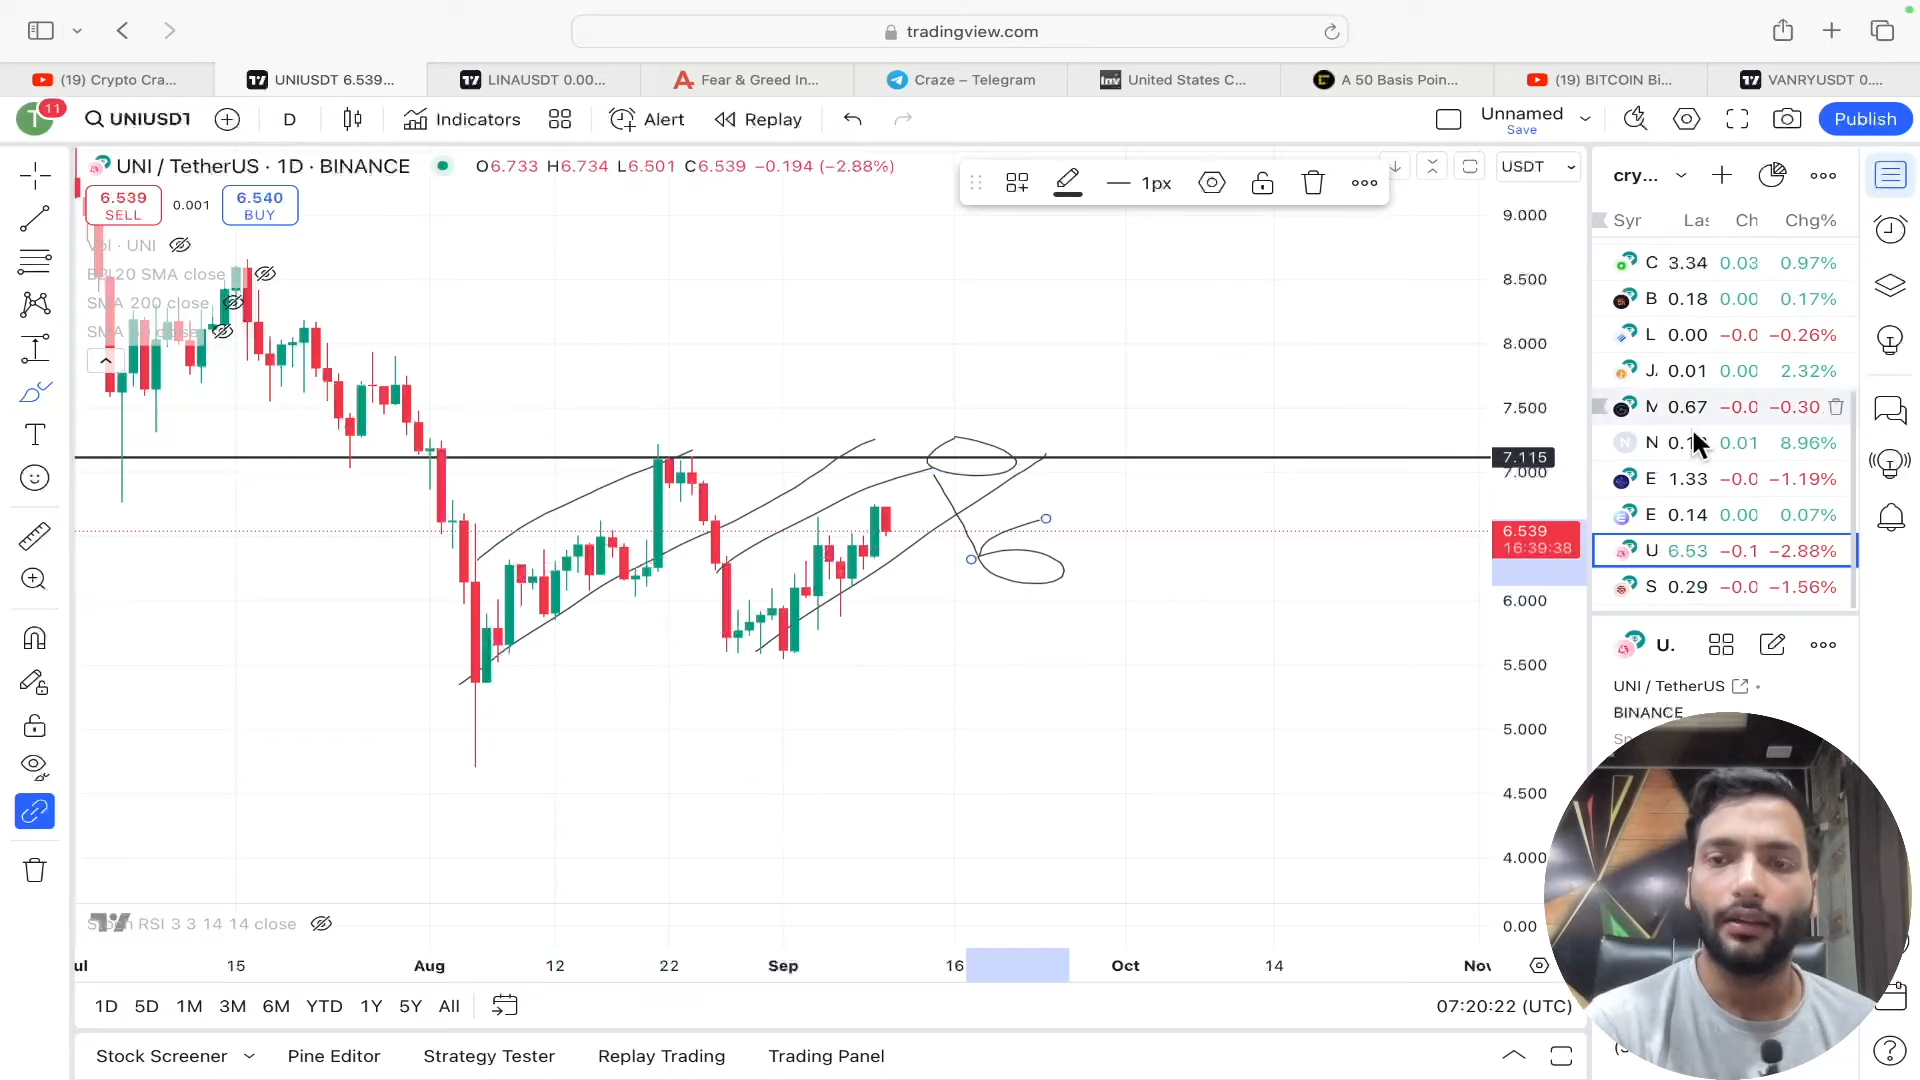 tradingview.com
(19) Crypto Cra...
UNIUSDT 6.539...
LINAUSDT 0.00...
Fear & Greed In...
Craze – Telegram
United States C...
A 50 Basis Poin...
(19) BITCOIN Bi...
VANRYUSDT 0....
T
11
UNIUSDT
D
Indicators
Alert
Replay
Unnamed
Save
Publish
UNI / TetherUS · 1D · BINANCE
O6.733 H6.734 L6.501 C6.539 −0.194 (−2.88%)
6.539
SELL
0.001
6.540
BUY
Vol · UNI
BB 20 SMA close
SMA 200 close
SMA
close
1px
USDT
9.000
8.500
8.000
7.500
7.115
7.000
6.539
16:39:38
6.000
5.500
5.000
4.500
4.000
0.00
Stoch RSI 3 3 14 14 close
15
Aug
12
22
Sep
16
Oct
14
1D 5D 1M 3M 6M YTD 1Y 5Y All
07:20:22 (UTC)
Stock Screener
Pine Editor
Strategy Tester
Replay Trading
Trading Panel
cry...
Chg%
C 3.34 0.03 0.97%
B 0.18 0.00 0.17%
L 0.00 −0.0 −0.26%
J 0.01 0.00 2.32%
M 0.67 −0.0 −0.30
N 0.01 8.96%
E 1.33 −0.0 −1.19%
E 0.14 0.00 0.07%
U 6.53 −0.1 −2.88%
S 0.29 −0.0 −1.56%
U.
UNI / TetherUS
BINANCE